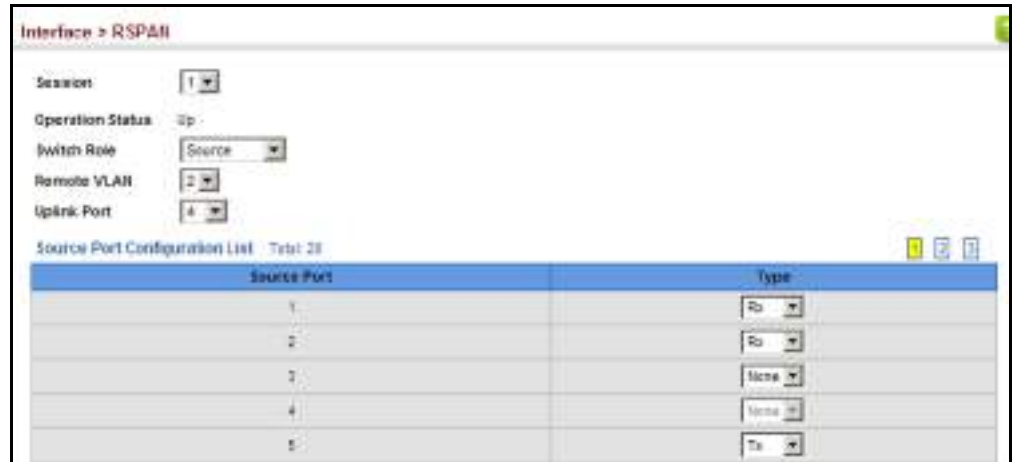 Interface > RSPAN
Session 1
Operation Status Up
Switch Role Source
Remote VLAN 2
Uplink Port 4
Source Port Configuration List Total: 28 1 2 3
Source Port Type
1 Rx
2 Rx
3 None
4 None
5 Tx